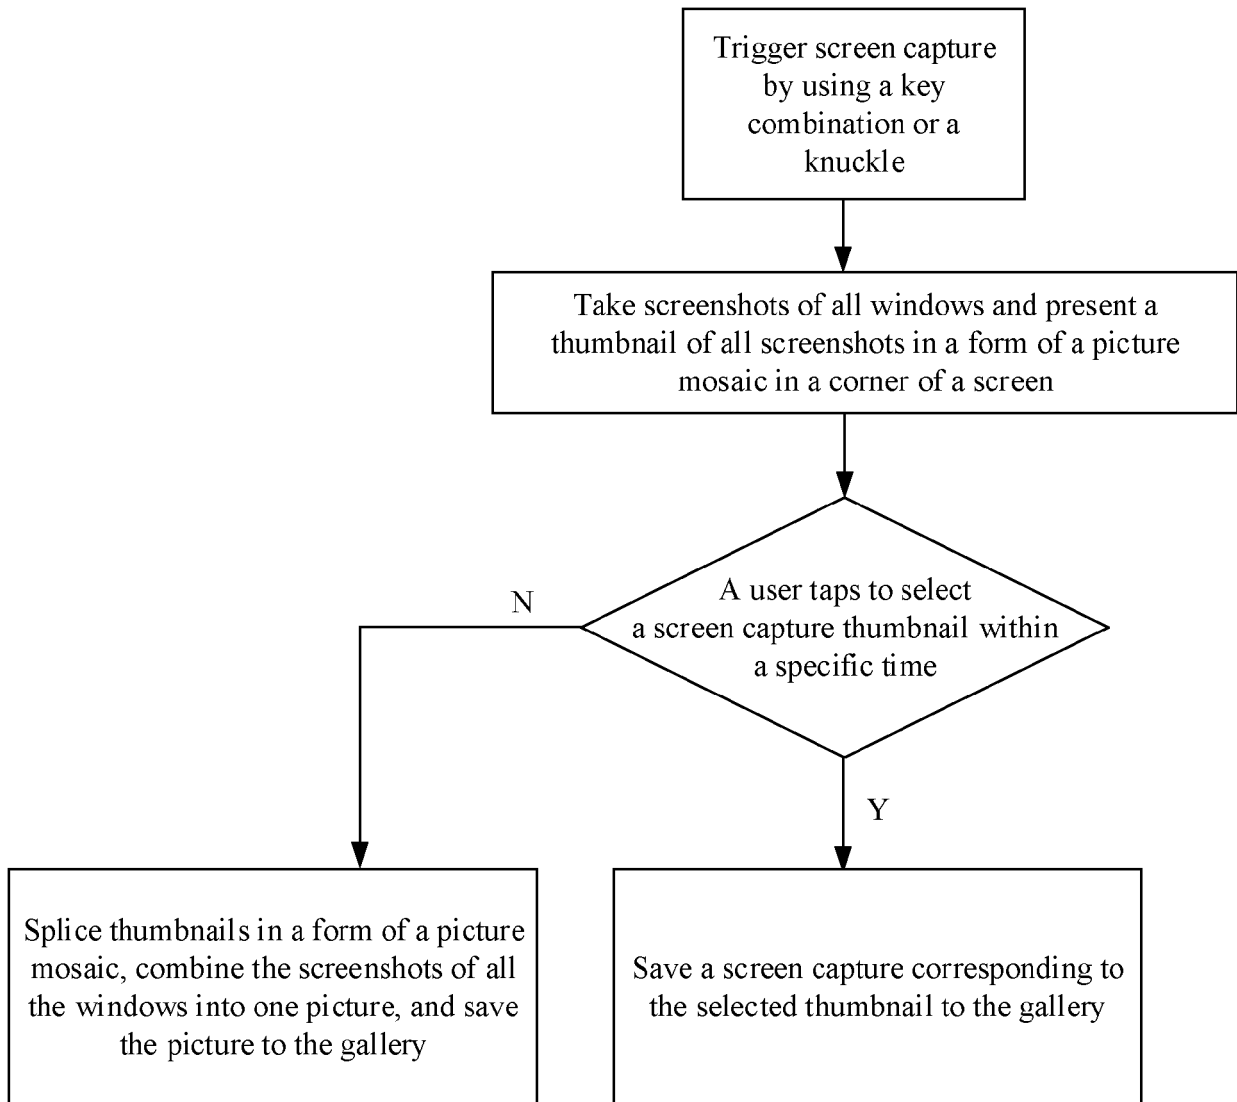 Trigger screen capture
by using a key
combination or a
knuckle
Take screenshots of all windows and present a
thumbnail of all screenshots in a form of a picture
mosaic in a corner of a screen
A user taps to select
a screen capture thumbnail within
a specific time
N
Y
Splice thumbnails in a form of a picture
mosaic, combine the screenshots of all
the windows into one picture, and save
the picture to the gallery
Save a screen capture corresponding to
the selected thumbnail to the gallery